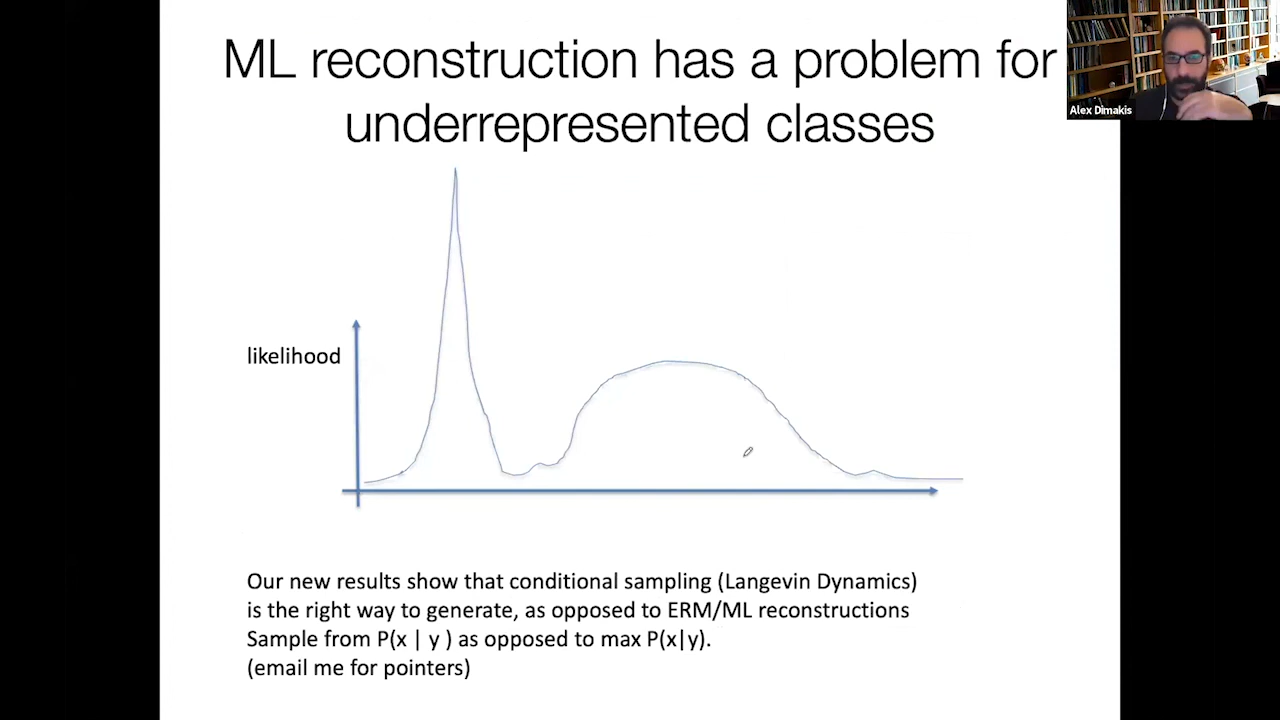 ML reconstruction has a problem for
underrepresented classes
Alex Dimakis
likelihood
Our new results show that conditional sampling (Langevin Dynamics)
is the right way to generate, as opposed to ERM/ML reconstructions
Sample from P(x | y ) as opposed to max P(x|y).
(email me for pointers)